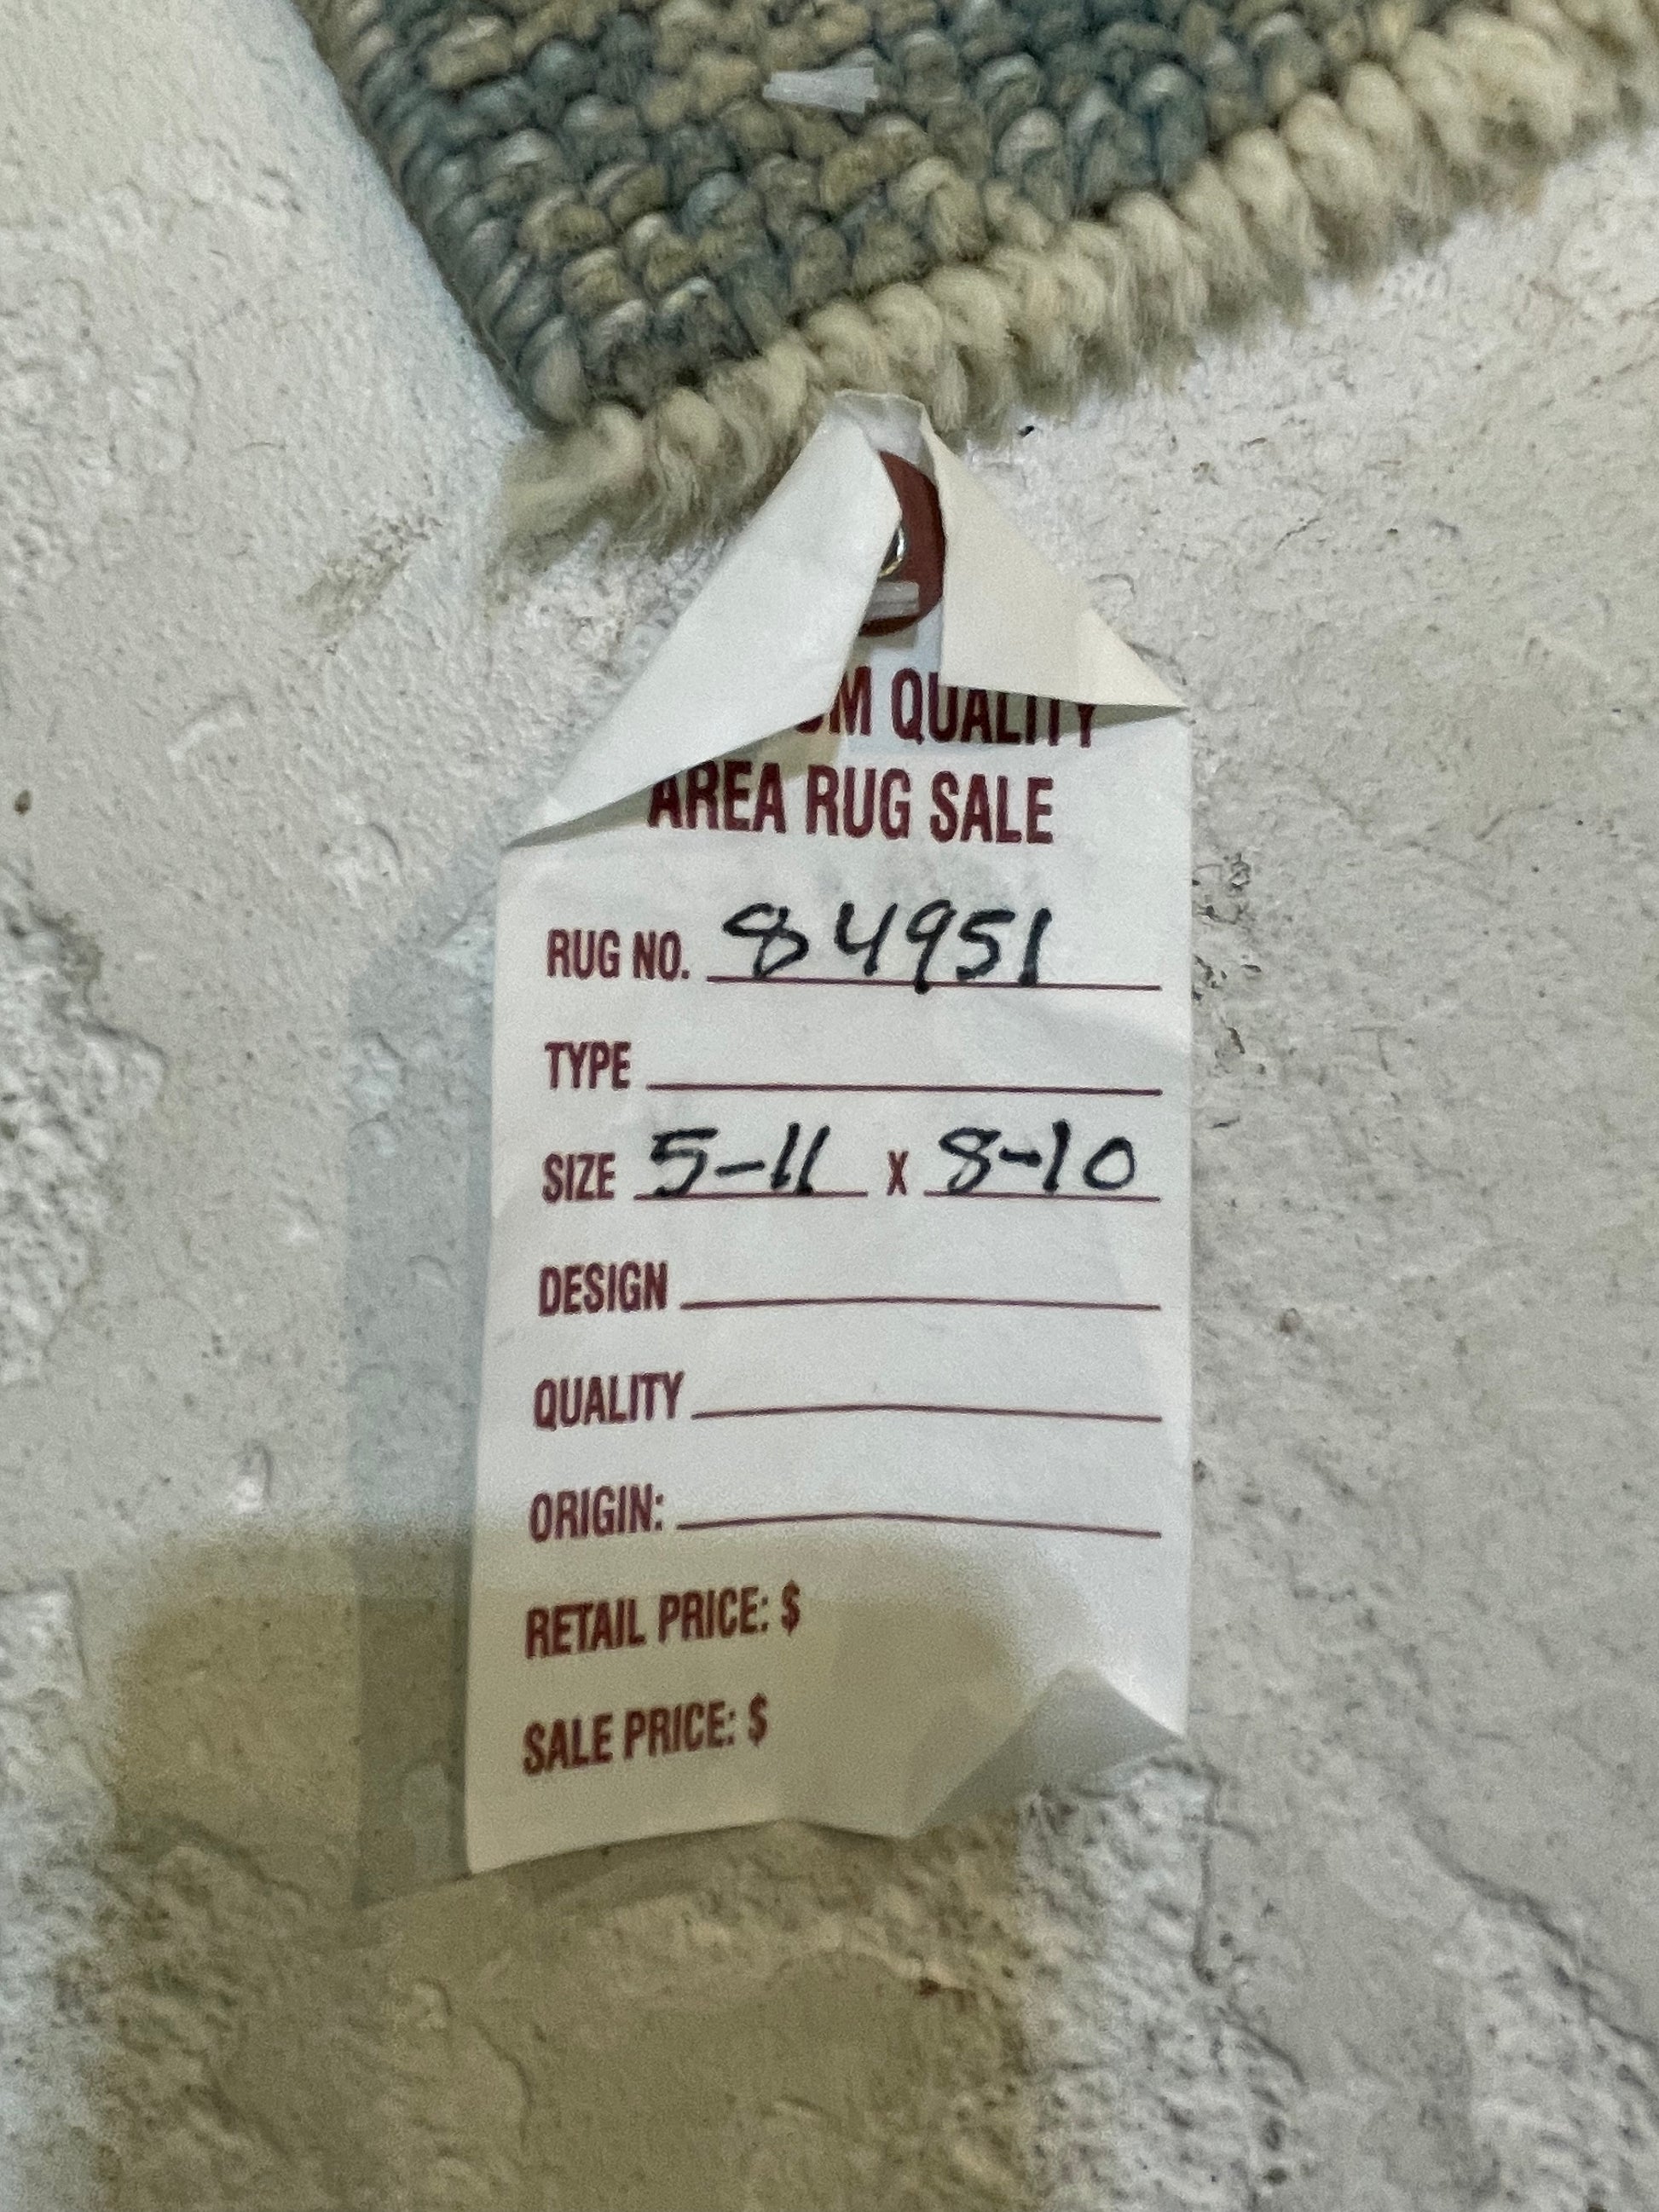 QUALITY
AREA RUG SALE
RUG NO. 84951
TYPE
SIZE 5-11 X 8-10
DESIGN
QUALITY
ORIGIN:
RETAIL PRICE: $
SALE PRICE: $